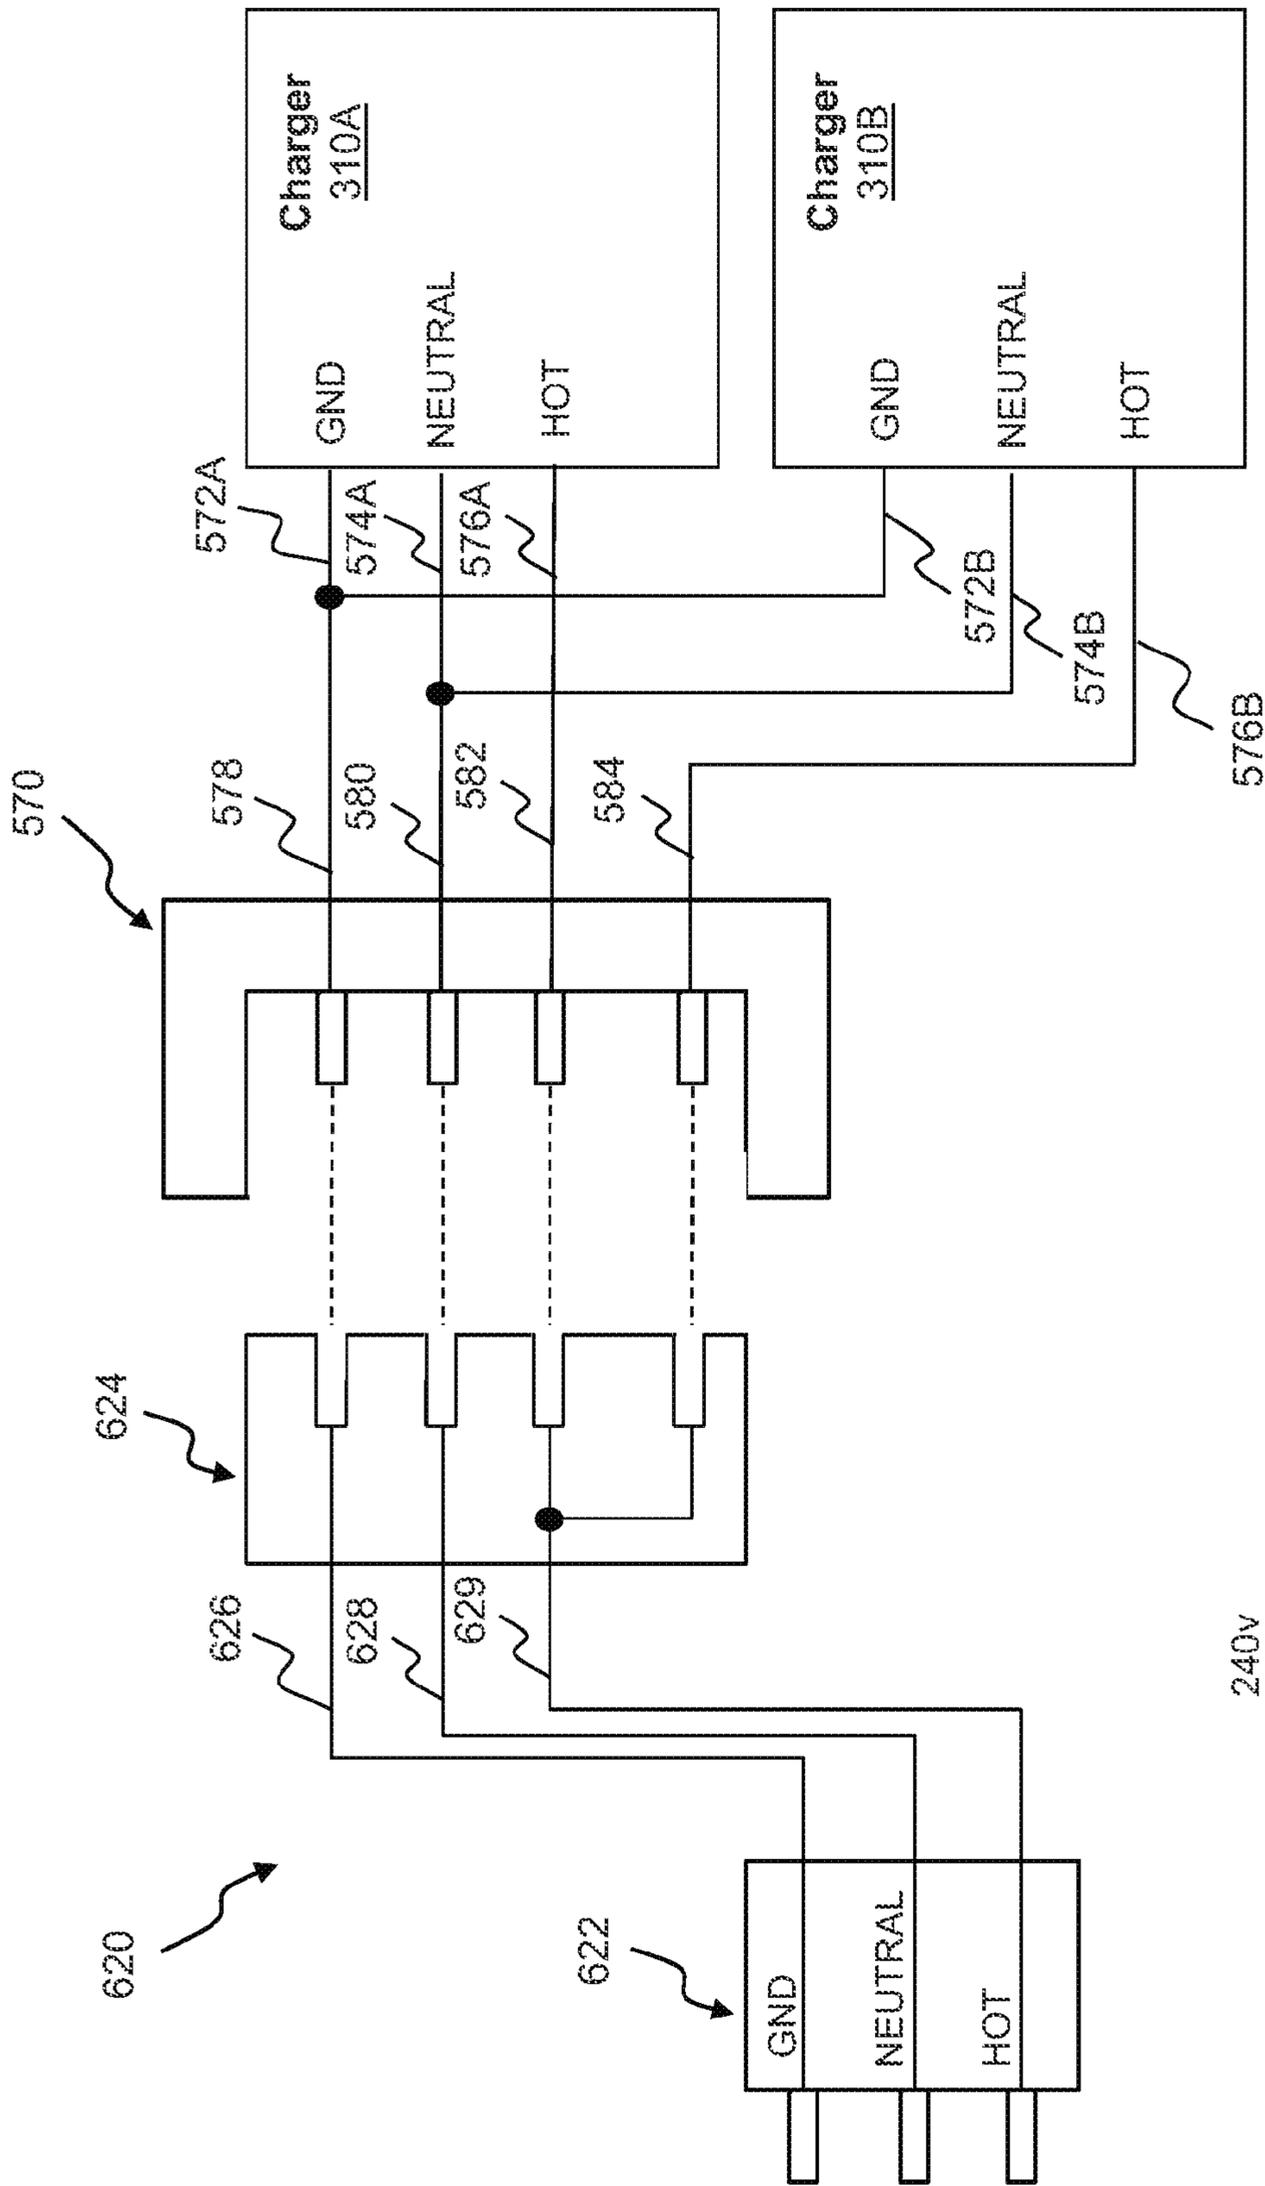 620
622
GND
NEUTRAL
HOT
240v
626
628
629
624
570
578
580
582
584
572A
574A
576A
572B
574B
576B
Charger
310A
GND
NEUTRAL
HOT
Charger
310B
GND
NEUTRAL
HOT